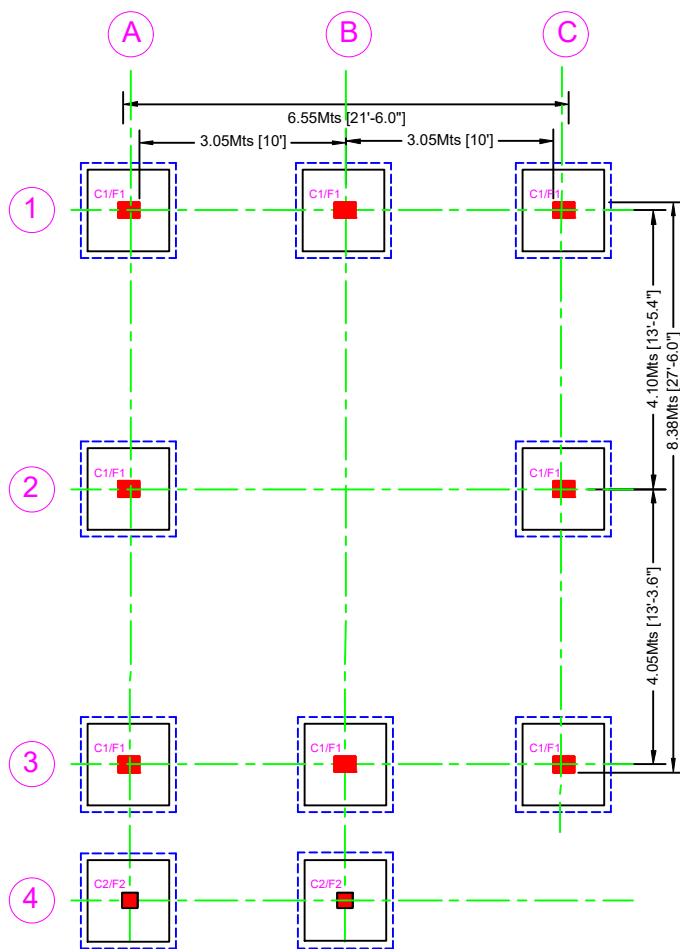 A
B
C
6.55Mts [21'-6.0"]
3.05Mts [10']
3.05Mts [10']
1
C1/F1
C1/F1
C1/F1
4.10Mts [13'-5.4"]
8.38Mts [27'-6.0"]
2
C1/F1
C1/F1
4.05Mts [13'-3.6"]
3
C1/F1
C1/F1
C1/F1
4
C2/F2
C2/F2